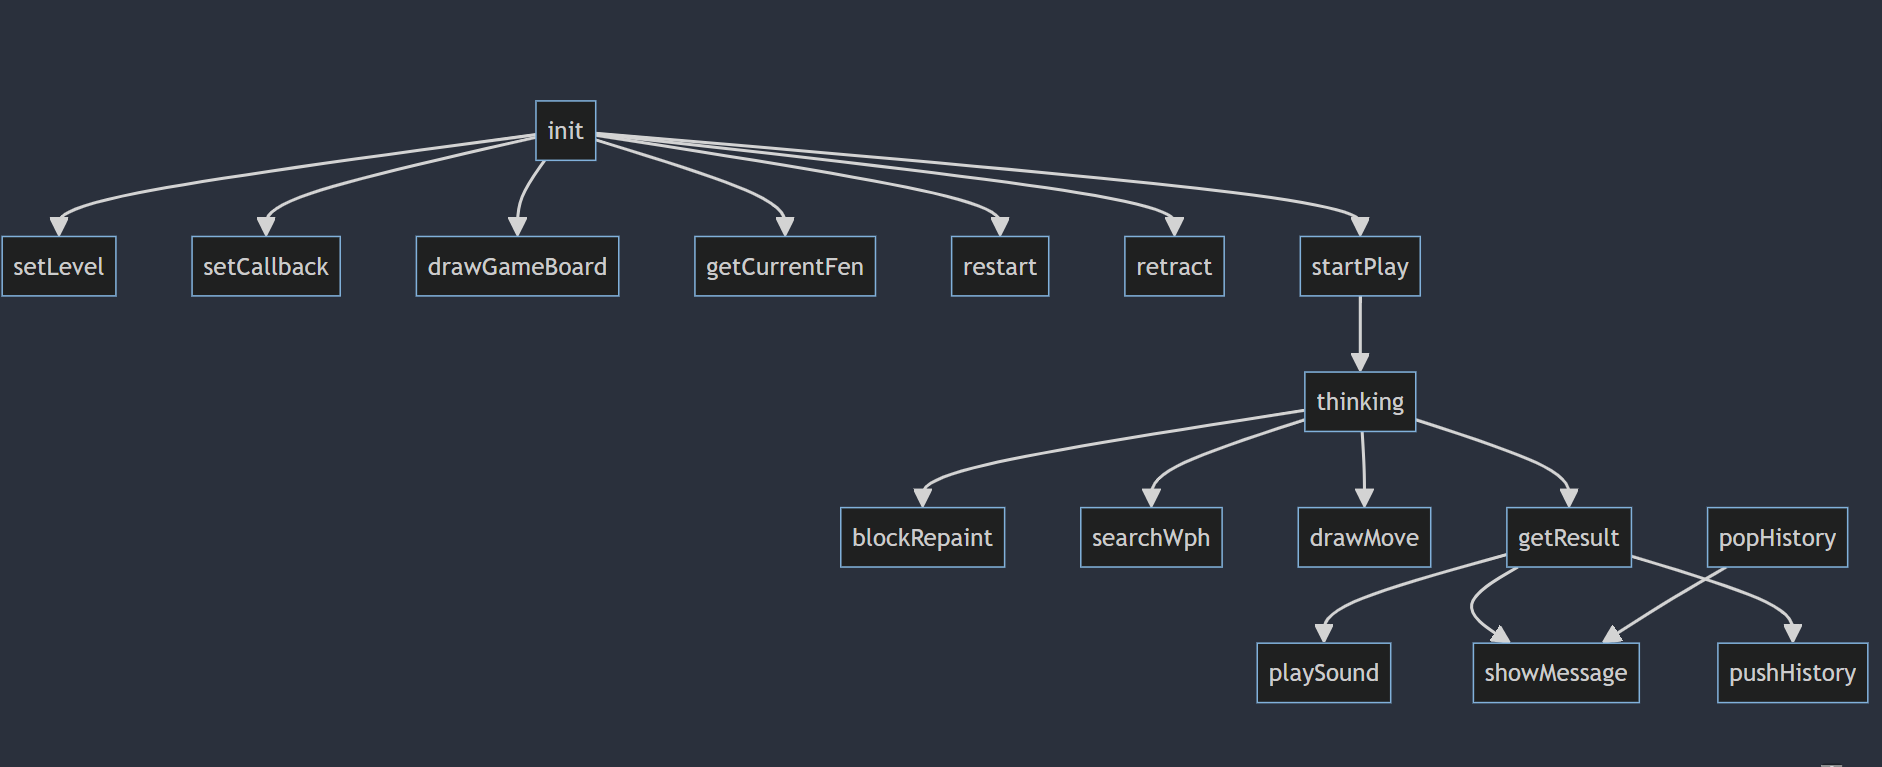 init
setLevel
setCallback
drawGameBoard
getCurrentFen
restart
retract
startPlay
thinking
blockRepaint
searchWph
drawMove
getResult
popHistory
playSound
showMessage
pushHistory